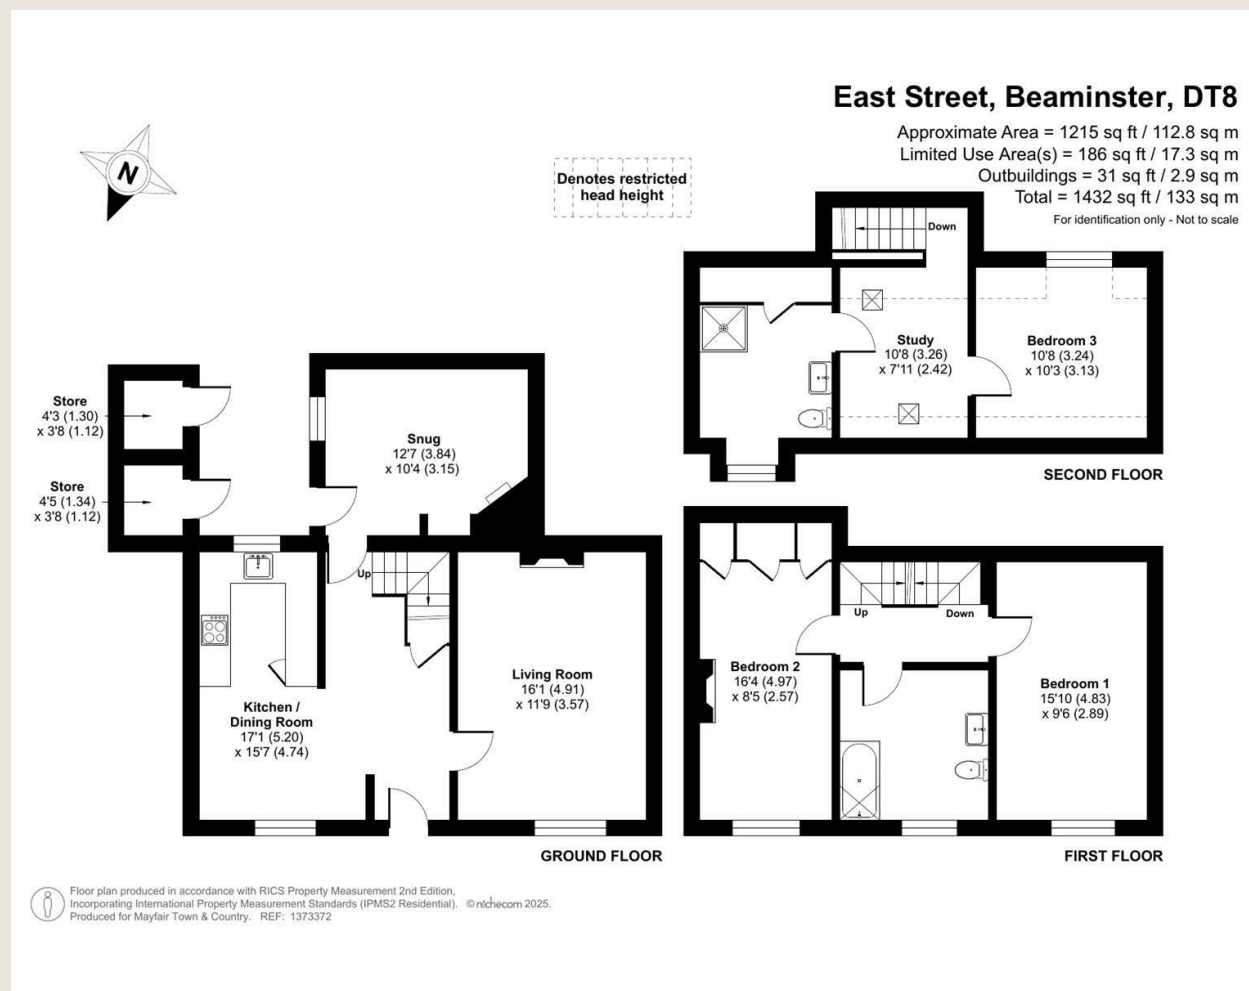 East Street, Beaminster, DT8
Approximate Area = 1215 sq ft / 112.8 sq m
Limited Use Area(s) = 186 sq ft / 17.3 sq m
Outbuildings = 31 sq ft / 2.9 sq m
Total = 1432 sq ft / 133 sq m
For identification only - Not to scale
N
Denotes restricted
head height
Down
Study
10'8 (3.26)
x 7'11 (2.42)
Bedroom 3
10'8 (3.24)
x 10'3 (3.13)
SECOND FLOOR
Store
4'3 (1.30)
x 3'8 (1.12)
Store
4'5 (1.34)
x 3'8 (1.12)
Snug
12'7 (3.84)
x 10'4 (3.15)
Up
Living Room
16'1 (4.91)
x 11'9 (3.57)
Kitchen /
Dining Room
17'1 (5.20)
x 15'7 (4.74)
GROUND FLOOR
Up
Down
Bedroom 2
16'4 (4.97)
x 8'5 (2.57)
Bedroom 1
15'10 (4.83)
x 9'6 (2.89)
FIRST FLOOR
Floor plan produced in accordance with RICS Property Measurement 2nd Edition,
Incorporating International Property Measurement Standards (IPMS2 Residential). © nichecom 2025.
Produced for Mayfair Town & Country. REF: 1373372